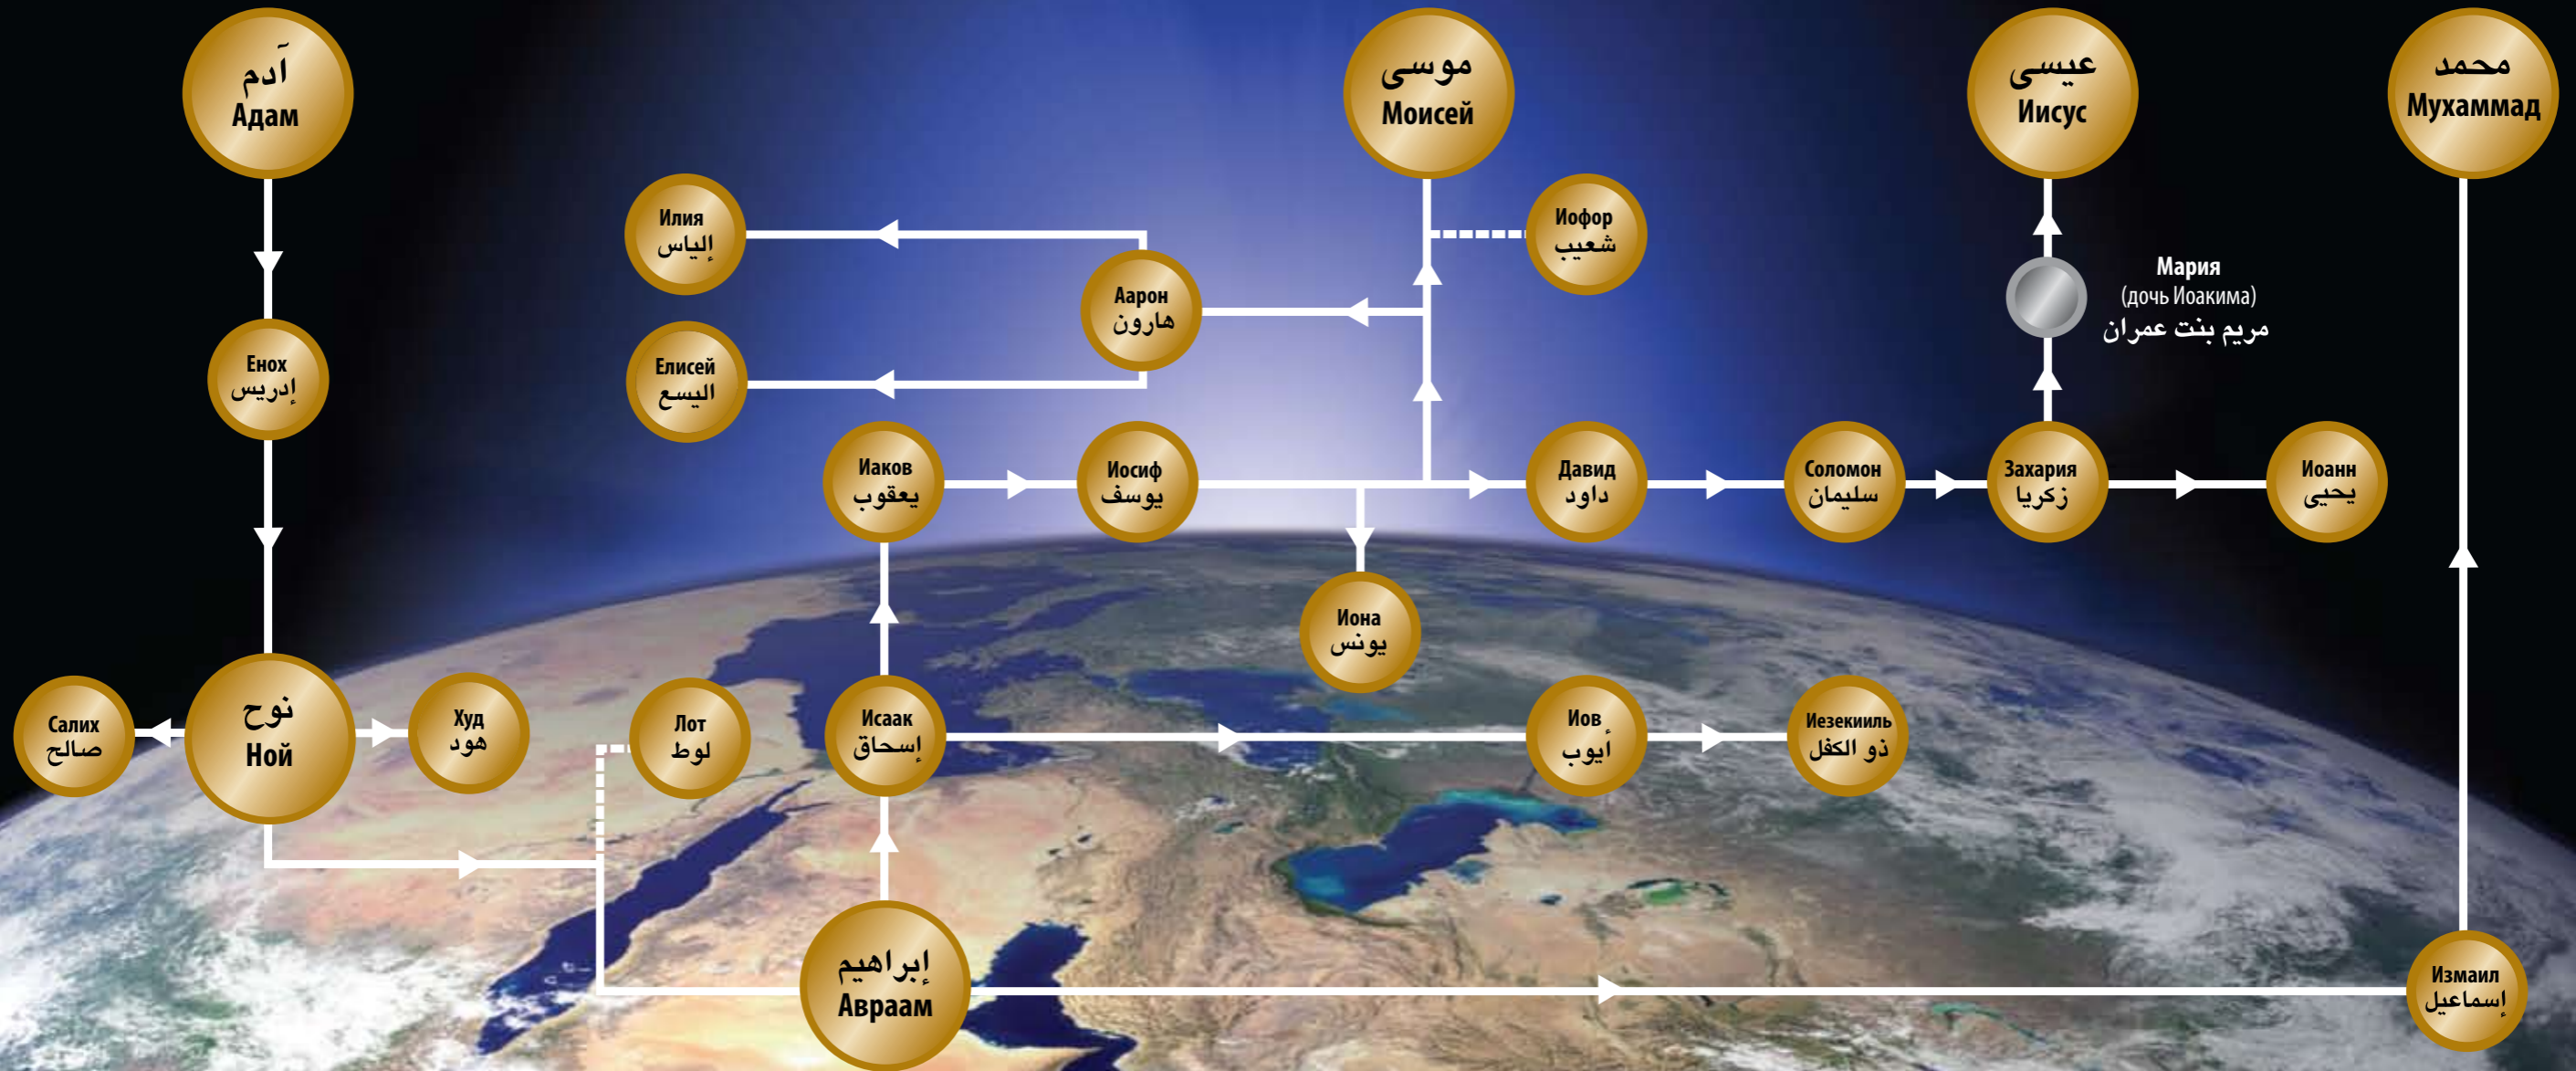 آدم
Адам
موسى
Моисей
عيسى
Иисус
محمد
Мухаммад
Илия
إلياس
Иофор
شعيب
Аарон
هارون
Мария
(дочь Иоакима)
مريم بنت عمران
Енох
إدريس
Елисей
اليسع
Иаков
يعقوب
Иосиф
يوسف
Давид
داود
Соломон
سليمان
Захария
زكريا
Иоанн
يحيى
Иона
يونس
Салих
صالح
نوح
Ной
Худ
هود
Лот
لوط
Исаак
إسحاق
Иов
أيوب
Иезекииль
ذو الكفل
إبراهيم
Авраам
Измаил
إسماعيل